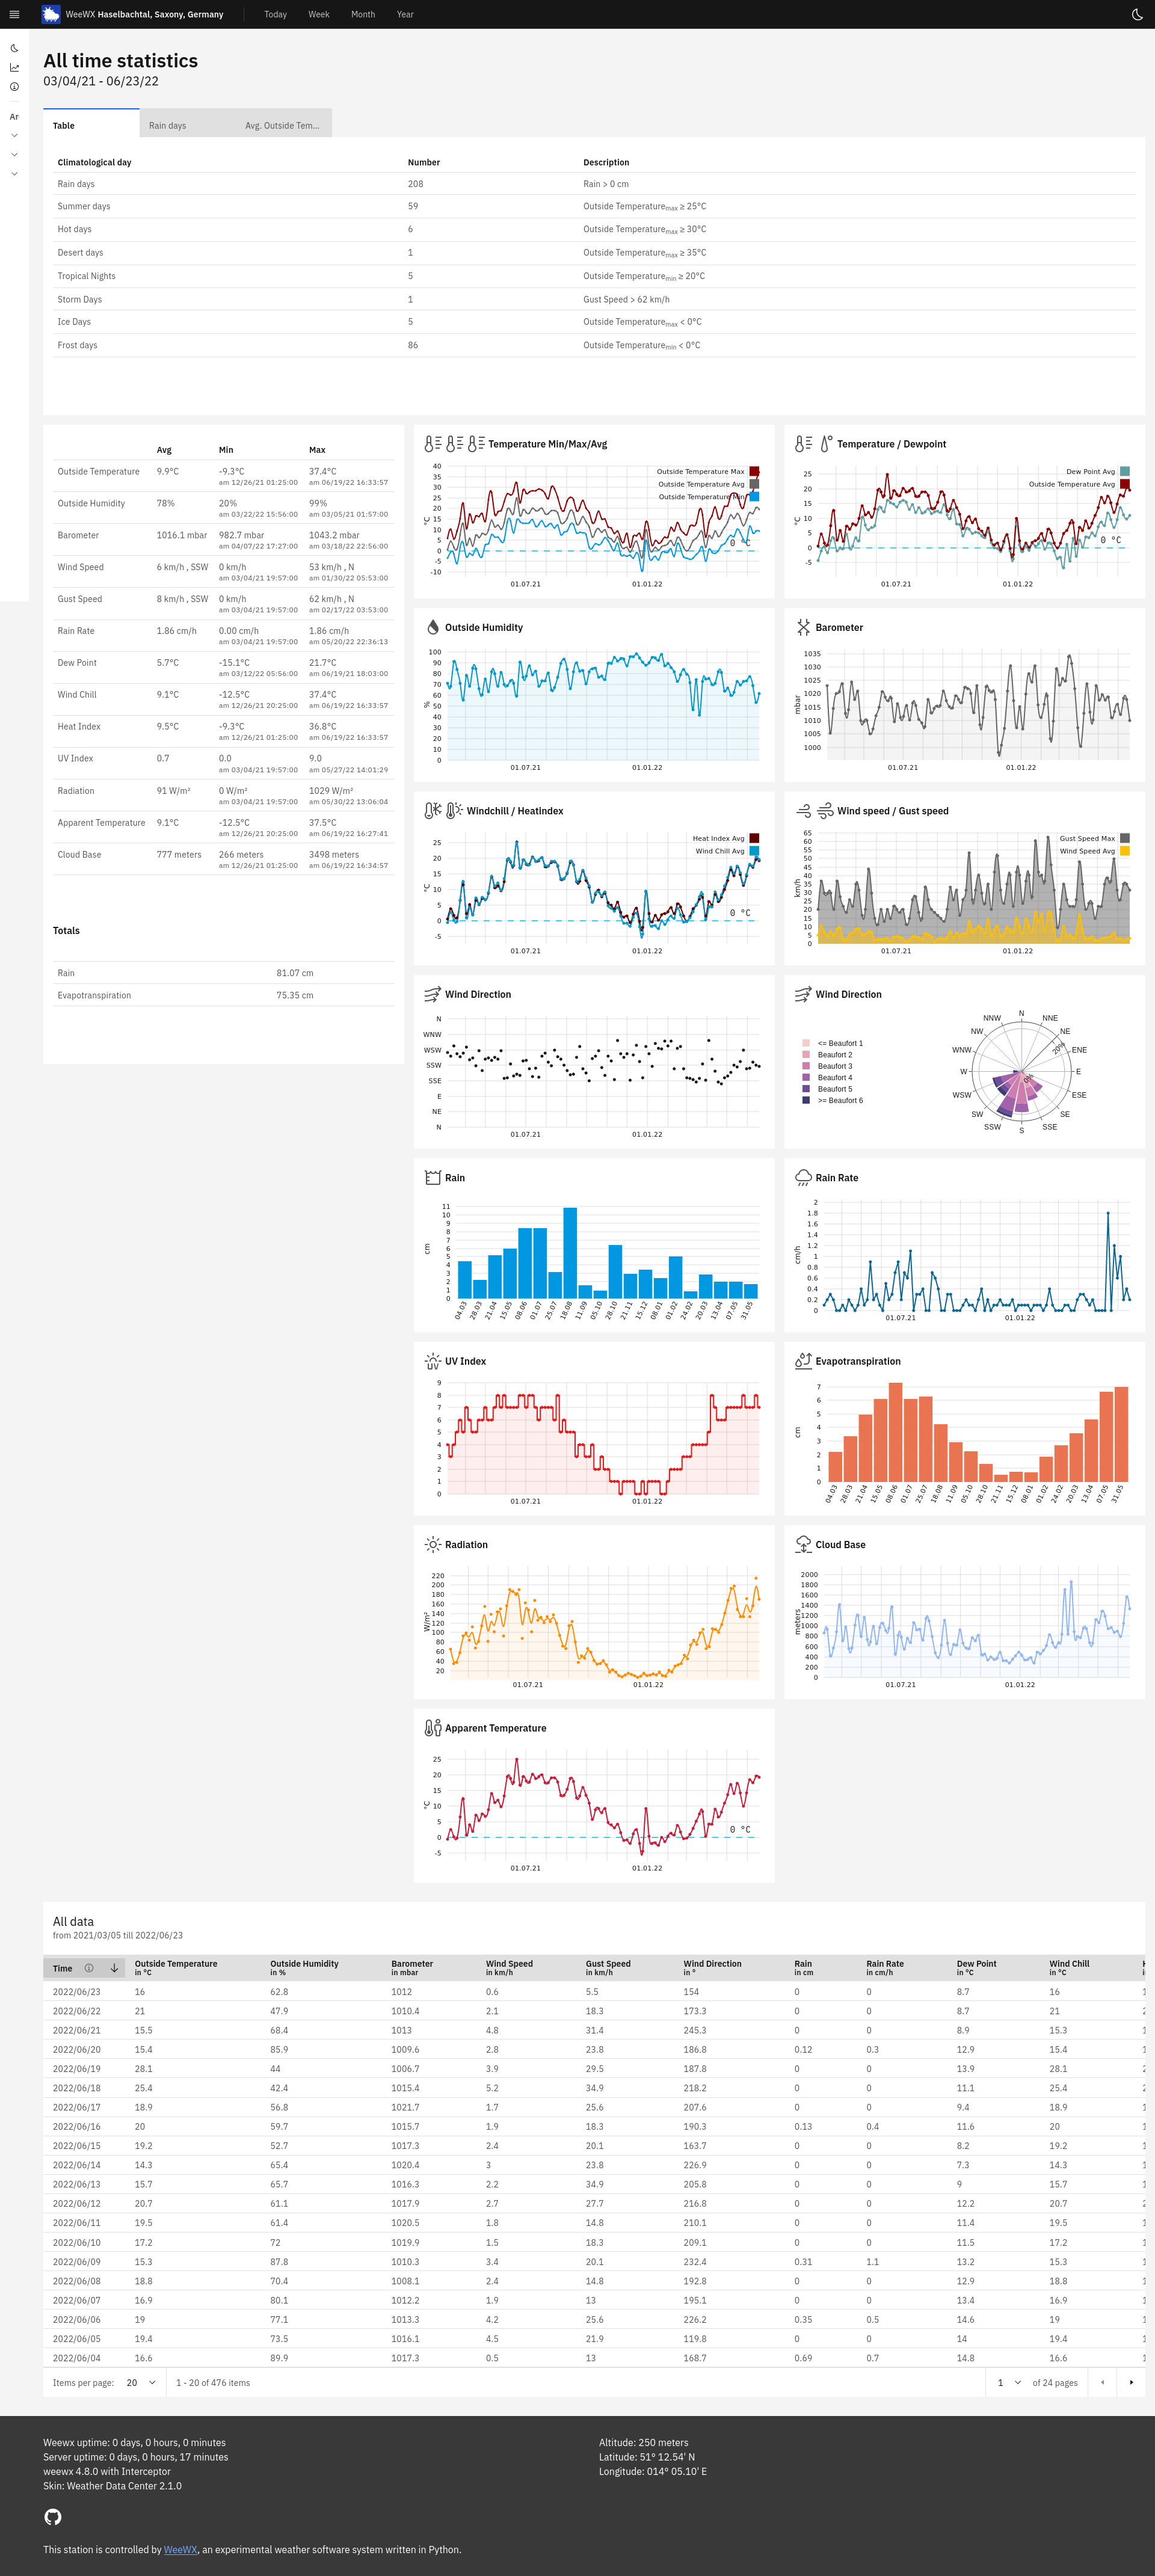 WeeWX Haselbachtal, Saxony, Germany
Today
Week
Month
Year
Ar
All time statistics
03/04/21 - 06/23/22
Table
Rain days
Avg. Outside Tem...
Climatological day Number Description
Rain days 208 Rain > 0 cm
Summer days 59 Outside Temperaturemax ≥ 25°C
Hot days 6 Outside Temperaturemax ≥ 30°C
Desert days 1 Outside Temperaturemax ≥ 35°C
Tropical Nights 5 Outside Temperaturemin ≥ 20°C
Storm Days 1 Gust Speed > 62 km/h
Ice Days 5 Outside Temperaturemax < 0°C
Frost days 86 Outside Temperaturemin < 0°C
Avg Min Max
Outside Temperature 9.9°C -9.3°C 37.4°C
am 12/26/21 01:25:00 am 06/19/22 16:33:57
Outside Humidity 78% 20% 99%
am 03/22/22 15:56:00 am 03/05/21 01:57:00
Barometer 1016.1 mbar 982.7 mbar 1043.2 mbar
am 04/07/22 17:27:00 am 03/18/22 22:56:00
Wind Speed 6 km/h , SSW 0 km/h 53 km/h , N
am 03/04/21 19:57:00 am 01/30/22 05:53:00
Gust Speed 8 km/h , SSW 0 km/h 62 km/h , N
am 03/04/21 19:57:00 am 02/17/22 03:53:00
Rain Rate 1.86 cm/h 0.00 cm/h 1.86 cm/h
am 03/04/21 19:57:00 am 05/20/22 22:36:13
Dew Point 5.7°C -15.1°C 21.7°C
am 03/12/22 05:56:00 am 06/19/21 18:03:00
Wind Chill 9.1°C -12.5°C 37.4°C
am 12/26/21 20:25:00 am 06/19/22 16:33:57
Heat Index 9.5°C -9.3°C 36.8°C
am 12/26/21 01:25:00 am 06/19/22 16:33:57
UV Index 0.7 0.0 9.0
am 03/04/21 19:57:00 am 05/27/22 14:01:29
Radiation 91 W/m² 0 W/m² 1029 W/m²
am 03/04/21 19:57:00 am 05/30/22 13:06:04
Apparent Temperature 9.1°C -12.5°C 37.5°C
am 12/26/21 20:25:00 am 06/19/22 16:27:41
Cloud Base 777 meters 266 meters 3498 meters
am 12/26/21 01:25:00 am 06/19/22 16:34:57
Totals
Rain 81.07 cm
Evapotranspiration 75.35 cm
Temperature Min/Max/Avg
Outside Temperature Max
Outside Temperature Avg
Outside Temperature Min
°C
40
35
30
25
20
15
10
5
0
-5
-10
0 °C
01.07.21 01.01.22
Temperature / Dewpoint
Dew Point Avg
Outside Temperature Avg
°C
25
20
15
10
5
0
-5
0 °C
01.07.21 01.01.22
Outside Humidity
%
100
90
80
70
60
50
40
30
20
10
0
01.07.21 01.01.22
Barometer
mbar
1035
1030
1025
1020
1015
1010
1005
1000
01.07.21 01.01.22
Windchill / Heatindex
Heat Index Avg
Wind Chill Avg
°C
25
20
15
10
5
0
-5
0 °C
01.07.21 01.01.22
Wind speed / Gust speed
Gust Speed Max
Wind Speed Avg
km/h
65
60
55
50
45
40
35
30
25
20
15
10
5
0
01.07.21 01.01.22
Wind Direction
N
WNW
WSW
SSW
SSE
E
NE
N
01.07.21 01.01.22
Wind Direction
<= Beaufort 1
Beaufort 2
Beaufort 3
Beaufort 4
Beaufort 5
>= Beaufort 6
N
NNE
NE
ENE
E
ESE
SE
SSE
S
SSW
SW
WSW
W
WNW
NW
NNW
20%
0%
Rain
cm
11
10
9
8
7
6
5
4
3
2
1
0
04.03 28.03 21.04 15.05 08.06 01.07 25.07 18.08 11.09 05.10 28.10 21.11 15.12 08.01 01.02 24.02 20.03 13.04 07.05 31.05
Rain Rate
cm/h
2
1.8
1.6
1.4
1.2
1
0.8
0.6
0.4
0.2
0
01.07.21 01.01.22
UV Index
9
8
7
6
5
4
3
2
1
0
01.07.21 01.01.22
Evapotranspiration
cm
7
6
5
4
3
2
1
0
04.03 28.03 21.04 15.05 08.06 01.07 25.07 18.08 11.09 05.10 28.10 21.11 15.12 08.01 01.02 24.02 20.03 13.04 07.05 31.05
Radiation
W/m²
220
200
180
160
140
120
100
80
60
40
20
01.07.21 01.01.22
Cloud Base
meters
2000
1800
1600
1400
1200
1000
800
600
400
200
0
01.07.21 01.01.22
Apparent Temperature
°C
25
20
15
10
5
0
-5
0 °C
01.07.21 01.01.22
All data
from 2021/03/05 till 2022/06/23
Time Outside Temperature Outside Humidity Barometer Wind Speed Gust Speed Wind Direction Rain Rain Rate Dew Point Wind Chill
in °C in % in mbar in km/h in km/h in ° in cm in cm/h in °C in °C
2022/06/23 16 62.8 1012 0.6 5.5 154 0 0 8.7 16
2022/06/22 21 47.9 1010.4 2.1 18.3 173.3 0 0 8.7 21
2022/06/21 15.5 68.4 1013 4.8 31.4 245.3 0 0 8.9 15.3
2022/06/20 15.4 85.9 1009.6 2.8 23.8 186.8 0.12 0.3 12.9 15.4
2022/06/19 28.1 44 1006.7 3.9 29.5 187.8 0 0 13.9 28.1
2022/06/18 25.4 42.4 1015.4 5.2 34.9 218.2 0 0 11.1 25.4
2022/06/17 18.9 56.8 1021.7 1.7 25.6 207.6 0 0 9.4 18.9
2022/06/16 20 59.7 1015.7 1.9 18.3 190.3 0.13 0.4 11.6 20
2022/06/15 19.2 52.7 1017.3 2.4 20.1 163.7 0 0 8.2 19.2
2022/06/14 14.3 65.4 1020.4 3 23.8 226.9 0 0 7.3 14.3
2022/06/13 15.7 65.7 1016.3 2.2 34.9 205.8 0 0 9 15.7
2022/06/12 20.7 61.1 1017.9 2.7 27.7 216.8 0 0 12.2 20.7
2022/06/11 19.5 61.4 1020.5 1.8 14.8 210.1 0 0 11.4 19.5
2022/06/10 17.2 72 1019.9 1.5 18.3 209.1 0 0 11.5 17.2
2022/06/09 15.3 87.8 1010.3 3.4 20.1 232.4 0.31 1.1 13.2 15.3
2022/06/08 18.8 70.4 1008.1 2.4 14.8 192.8 0 0 12.9 18.8
2022/06/07 16.9 80.1 1012.2 1.9 13 195.1 0 0 13.4 16.9
2022/06/06 19 77.1 1013.3 4.2 25.6 226.2 0.35 0.5 14.6 19
2022/06/05 19.4 73.5 1016.1 4.5 21.9 119.8 0 0 14 19.4
2022/06/04 16.6 89.9 1017.3 0.5 13 168.7 0.69 0.7 14.8 16.6
Items per page: 20 1 - 20 of 476 items 1 of 24 pages
Weewx uptime: 0 days, 0 hours, 0 minutes
Server uptime: 0 days, 0 hours, 17 minutes
weewx 4.8.0 with Interceptor
Skin: Weather Data Center 2.1.0
Altitude: 250 meters
Latitude: 51° 12.54' N
Longitude: 014° 05.10' E
This station is controlled by WeeWX, an experimental weather software system written in Python.